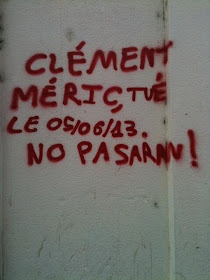 CLÉMENT
MÉRIC, TUÉ
LE 05/06/13.
NO PASARAN!